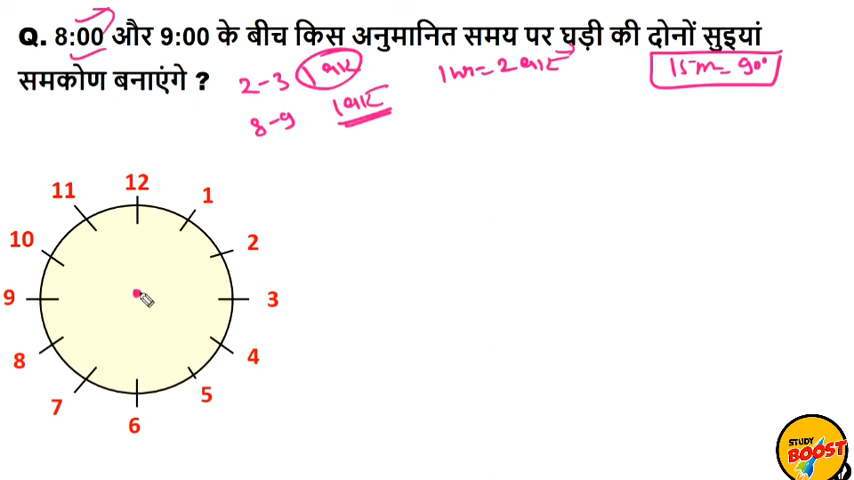 Q. 8:00 और 9:00 के बीच किस अनुमानित समय पर घड़ी की दोनों सुइयां
समकोण बनाएंगे ?
2-3 1 बार
8-9 1 बार
1 hr = 2 बार
15 m = 90°
12
11
1
10
2
9
3
8
4
7
5
6
STUDY
BOOST